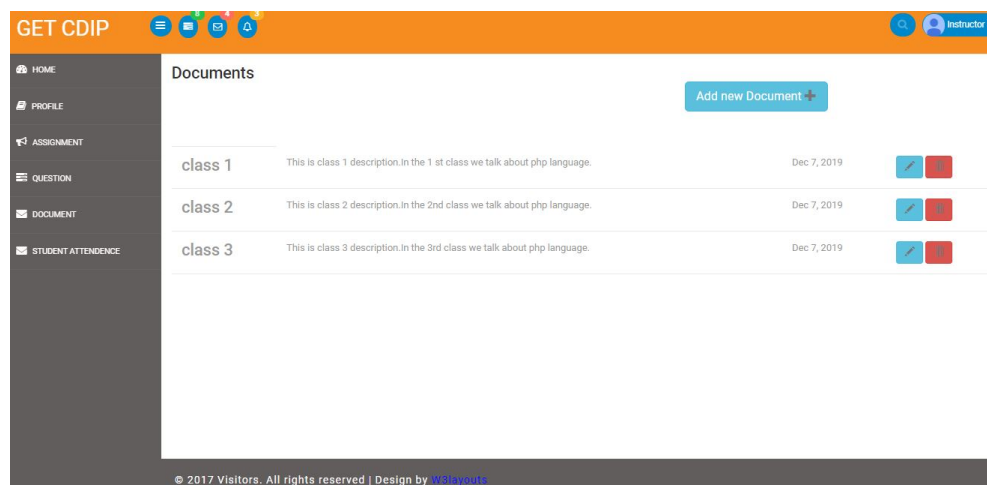 GET CDIP
8 4 3
Instructor
HOME
PROFILE
ASSIGNMENT
QUESTION
DOCUMENT
STUDENT ATTENDENCE
Documents
Add new Document
class 1 This is class 1 description.In the 1 st class we talk about php language. Dec 7, 2019
class 2 This is class 2 description.In the 2nd class we talk about php language. Dec 7, 2019
class 3 This is class 3 description.In the 3rd class we talk about php language. Dec 7, 2019
© 2017 Visitors. All rights reserved | Design by W3layouts